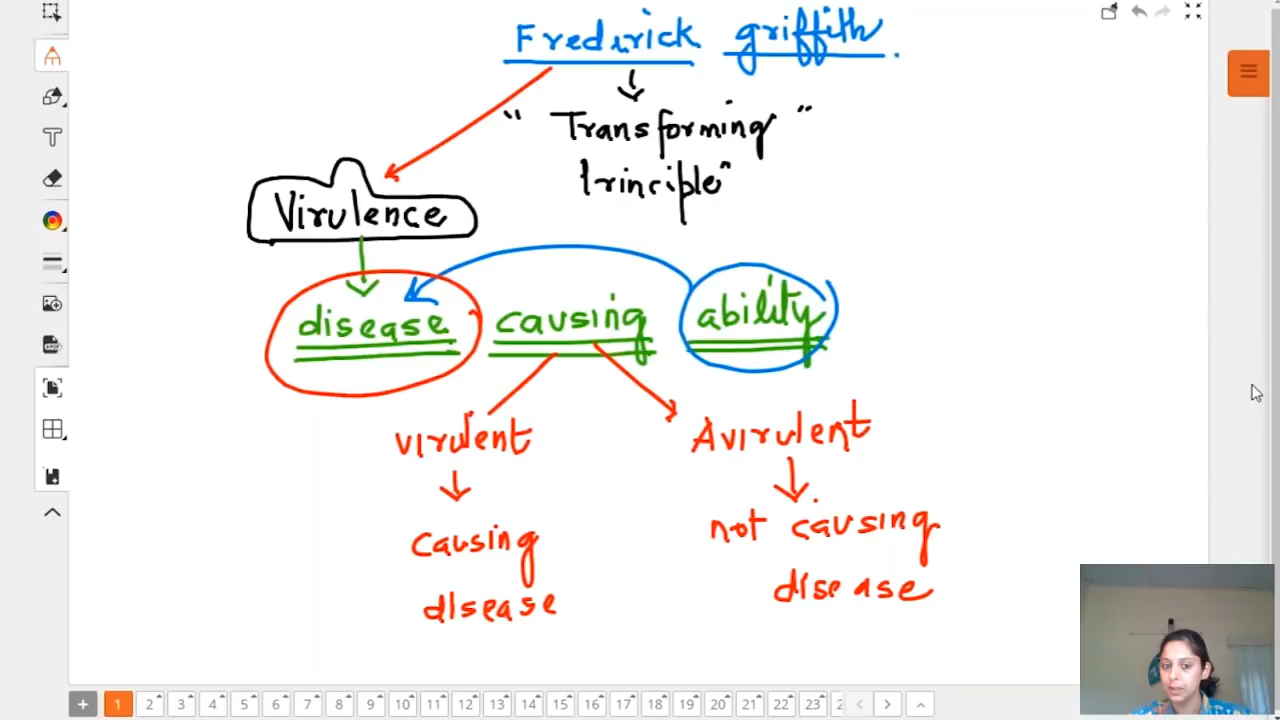 Frederick griffith.
"Transforming"
Principle"
Virulence
disease causing ability
virulent
Avirulent
causing
disease
not causing
disease
1 2 3 4 5 6 7 8 9 10 11 12 13 14 15 16 17 18 19 20 21 22 23